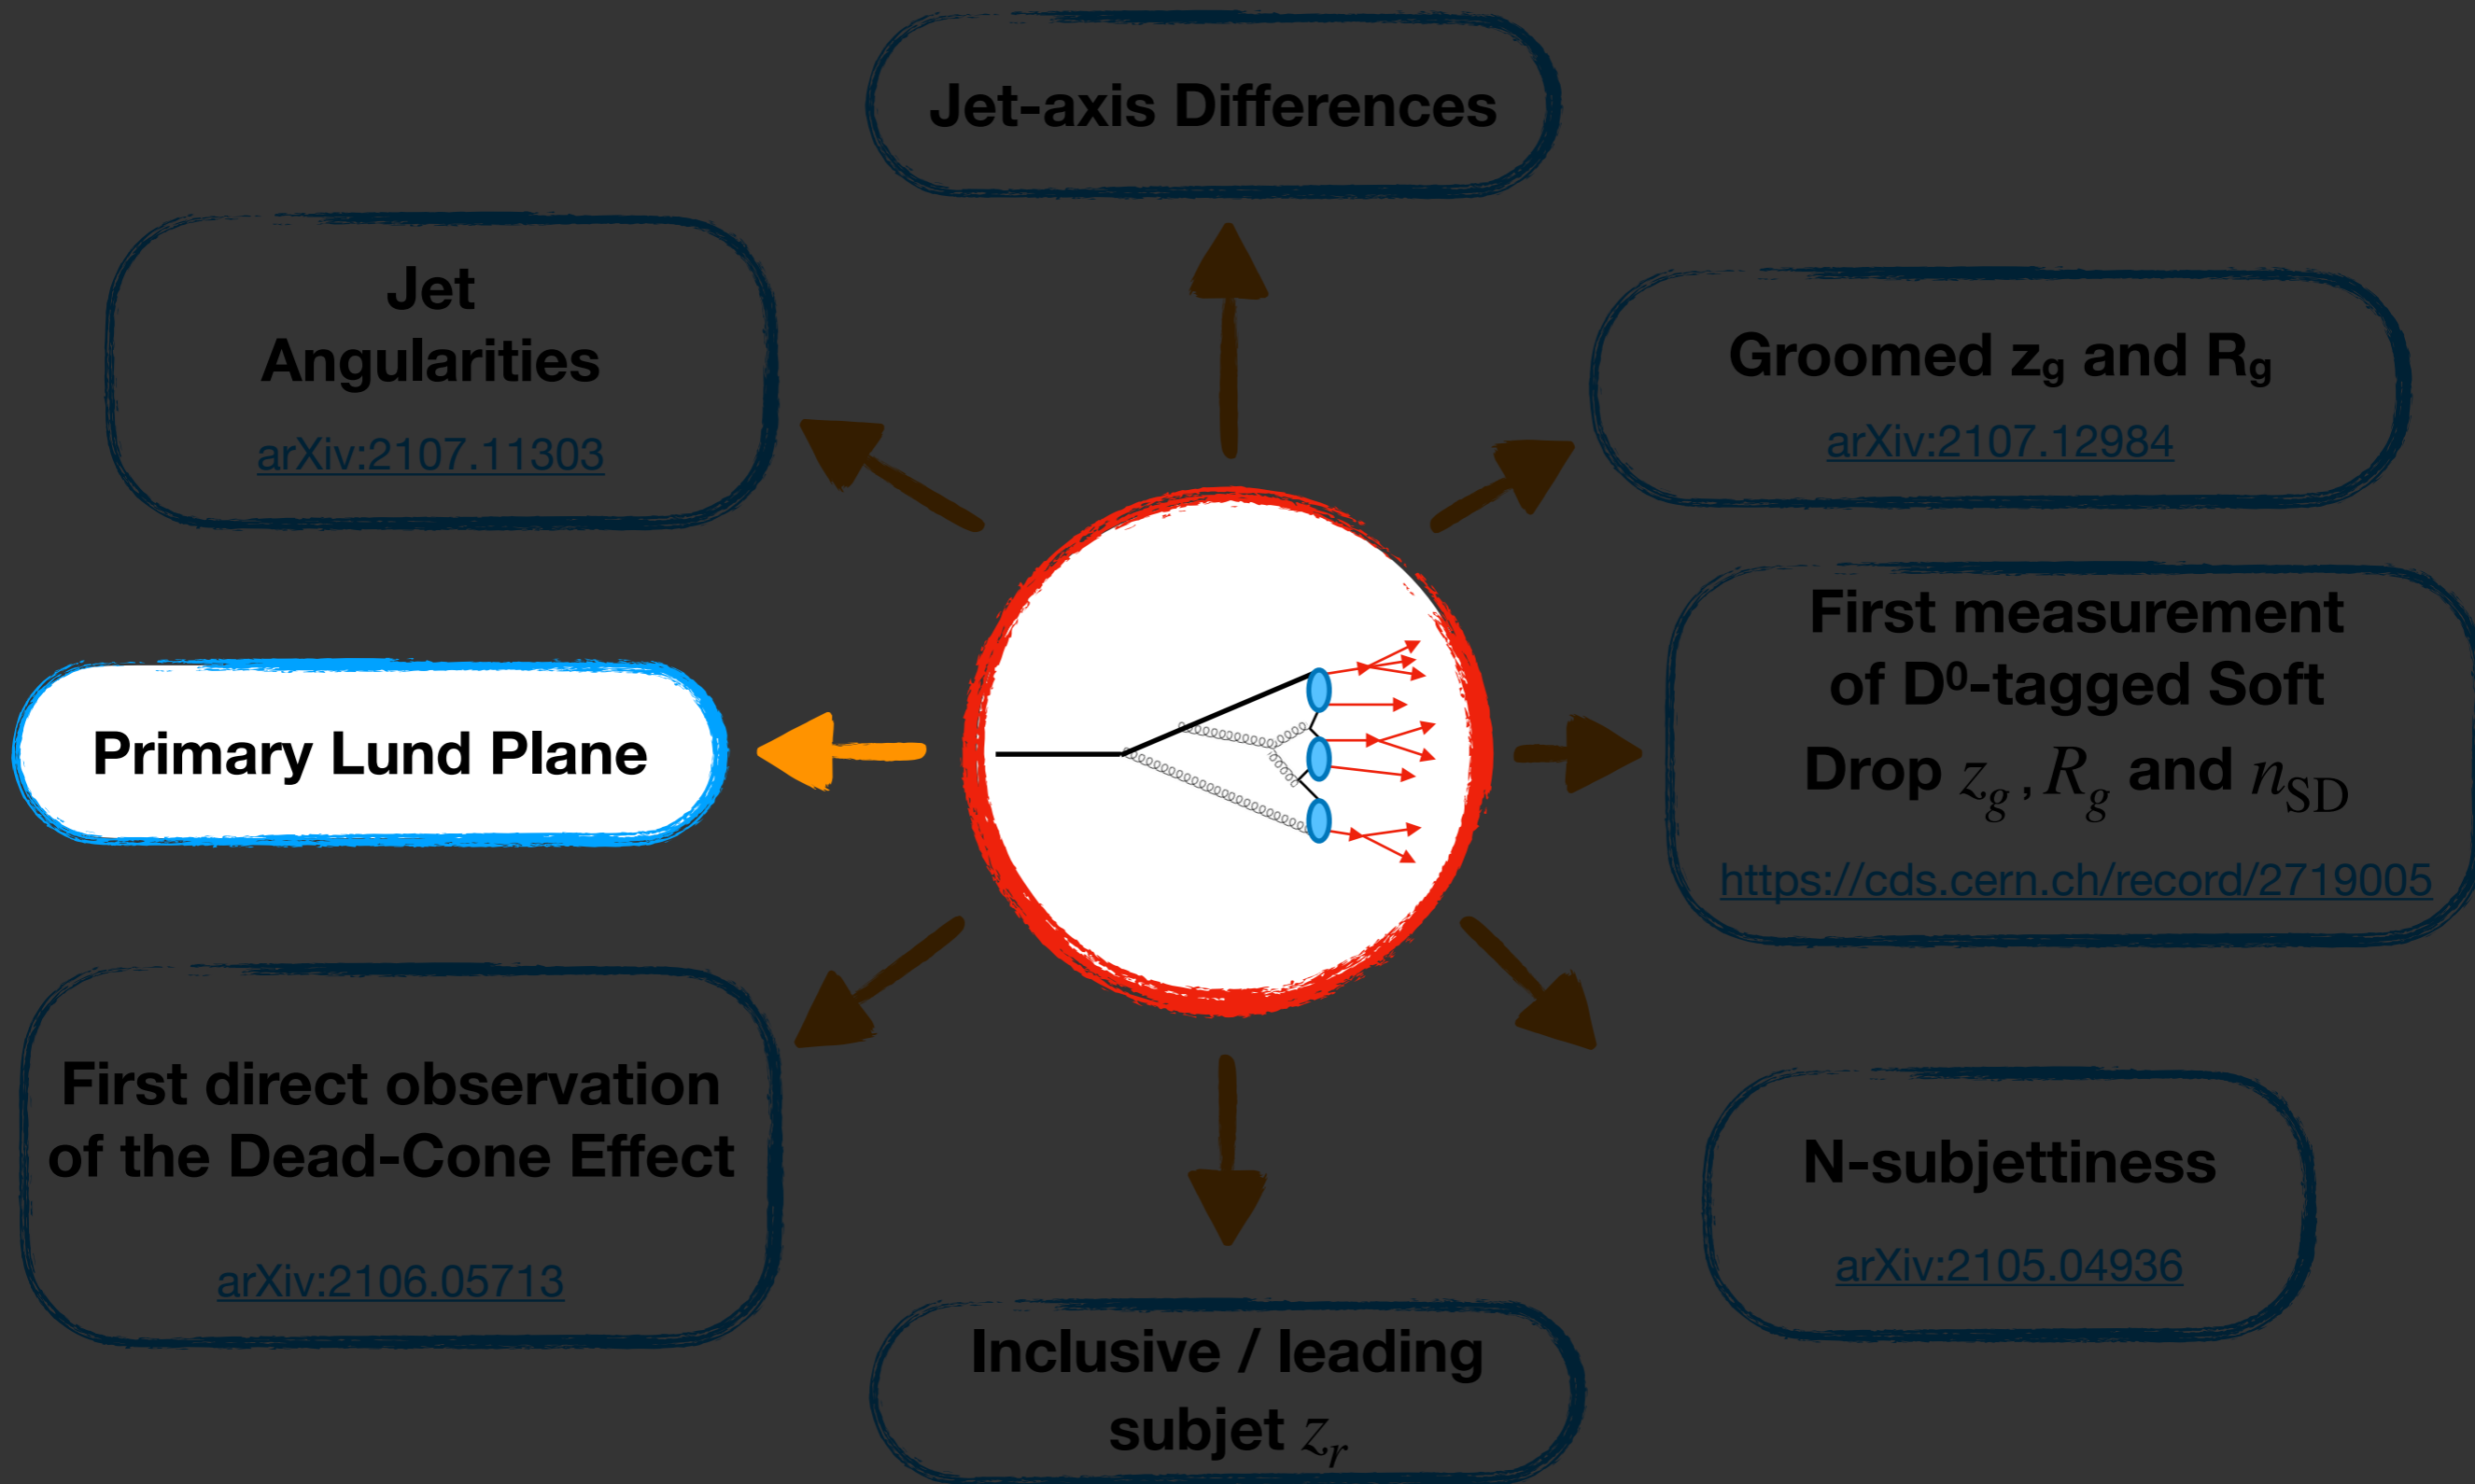 Jet-axis Differences
Jet
Angularities
arXiv:2107.11303
Groomed zg and Rg
arXiv:2107.12984
First measurement
of D⁰-tagged Soft
Drop zg, Rg and nSD
https://cds.cern.ch/record/2719005
Primary Lund Plane
First direct observation
of the Dead-Cone Effect
arXiv:2106.05713
N-subjettiness
arXiv:2105.04936
Inclusive / leading
subjet zr